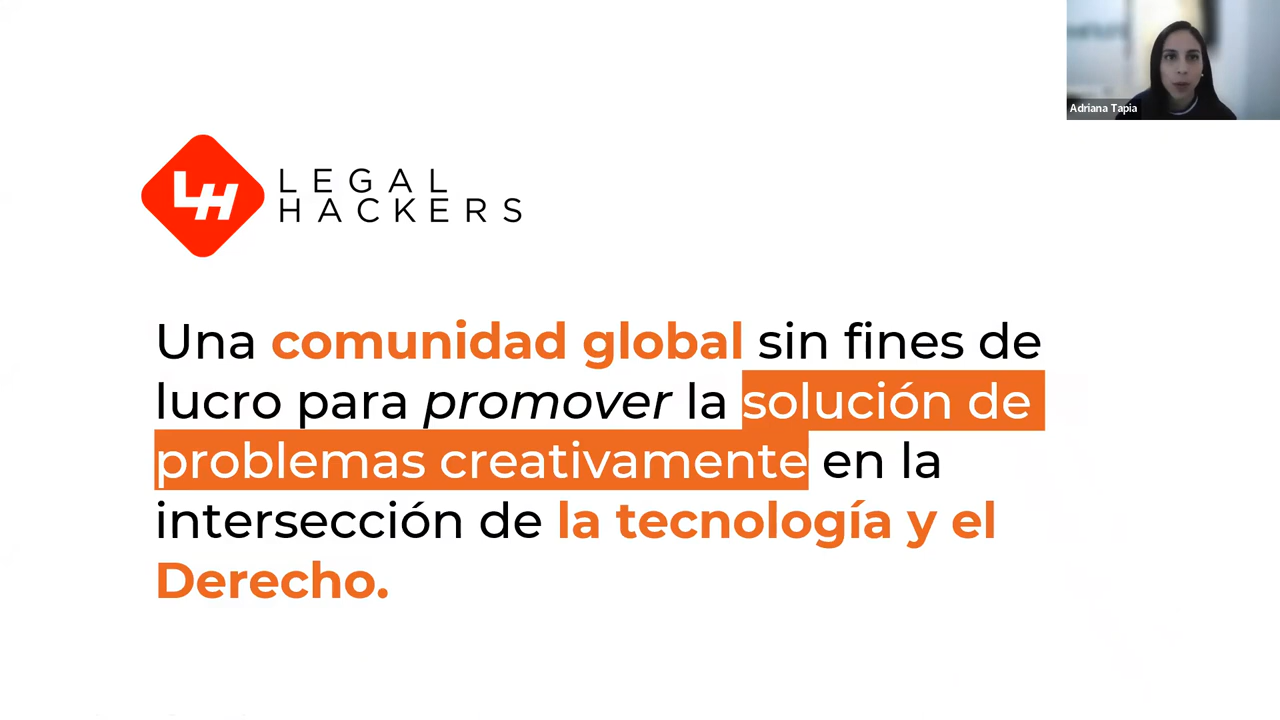 Adriana Tapia
LH
LEGAL
HACKERS
Una comunidad global sin fines de
lucro para promover la solución de
problemas creativamente en la
intersección de la tecnología y el
Derecho.